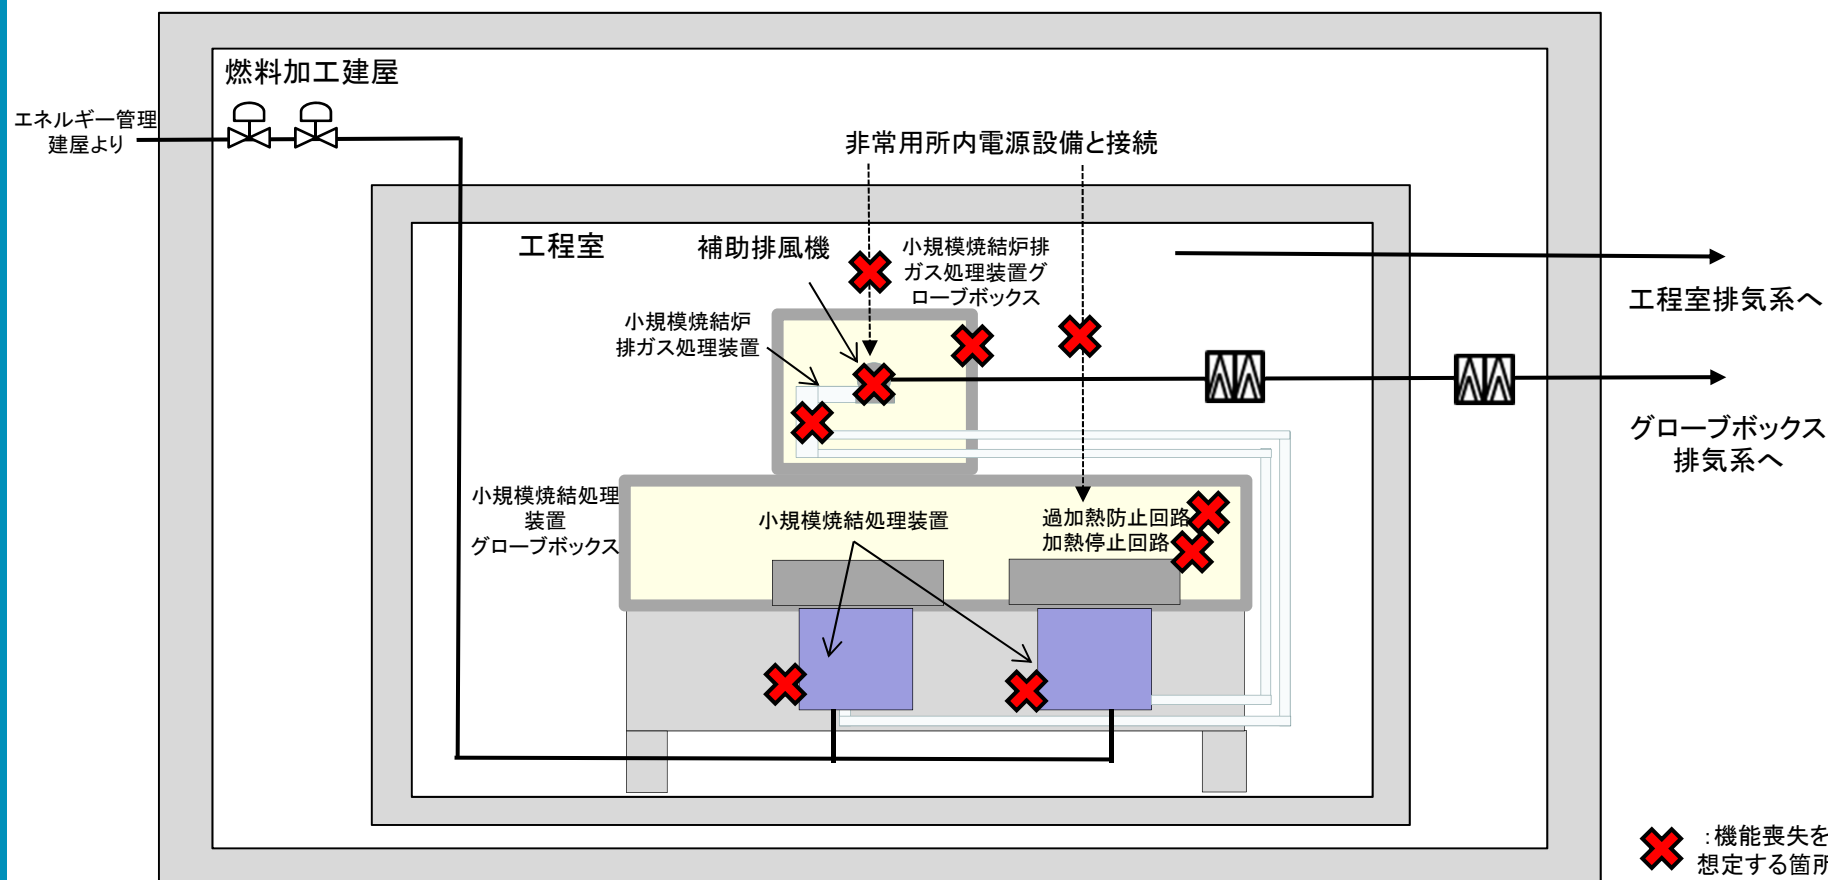 燃料加工建屋
エネルギー管理
建屋より
非常用所内電源設備と接続
工程室
補助排風機
小規模焼結炉排
ガス処理装置グ
ローブボックス
小規模焼結炉
排ガス処理装置
工程室排気系へ
グローブボックス
排気系へ
小規模焼結処理
装置
グローブボックス
小規模焼結処理装置
過加熱防止回路
加熱停止回路
:機能喪失を
想定する箇所